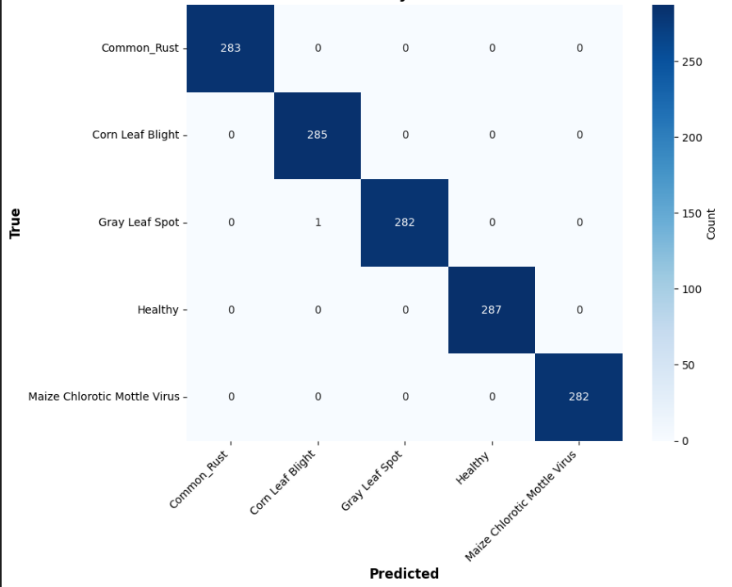 Common_Rust
283 0 0 0 0
250
Corn Leaf Blight
0 285 0 0 0
200
150
True
Gray Leaf Spot
0 1 282 0 0
Count
100
Healthy
0 0 0 287 0
50
Maize Chlorotic Mottle Virus
0 0 0 0 282
0
Common_Rust
Corn Leaf Blight
Gray Leaf Spot
Healthy
Maize Chlorotic Mottle Virus
Predicted